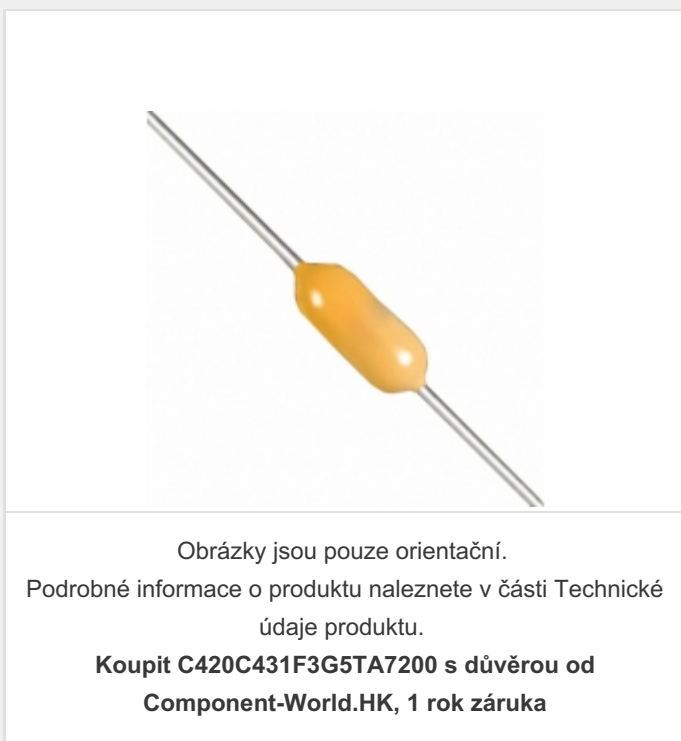 Obrázky jsou pouze orientační.
Podrobné informace o produktu naleznete v části Technické
údaje produktu.
Koupit C420C431F3G5TA7200 s důvěrou od
Component-World.HK, 1 rok záruka